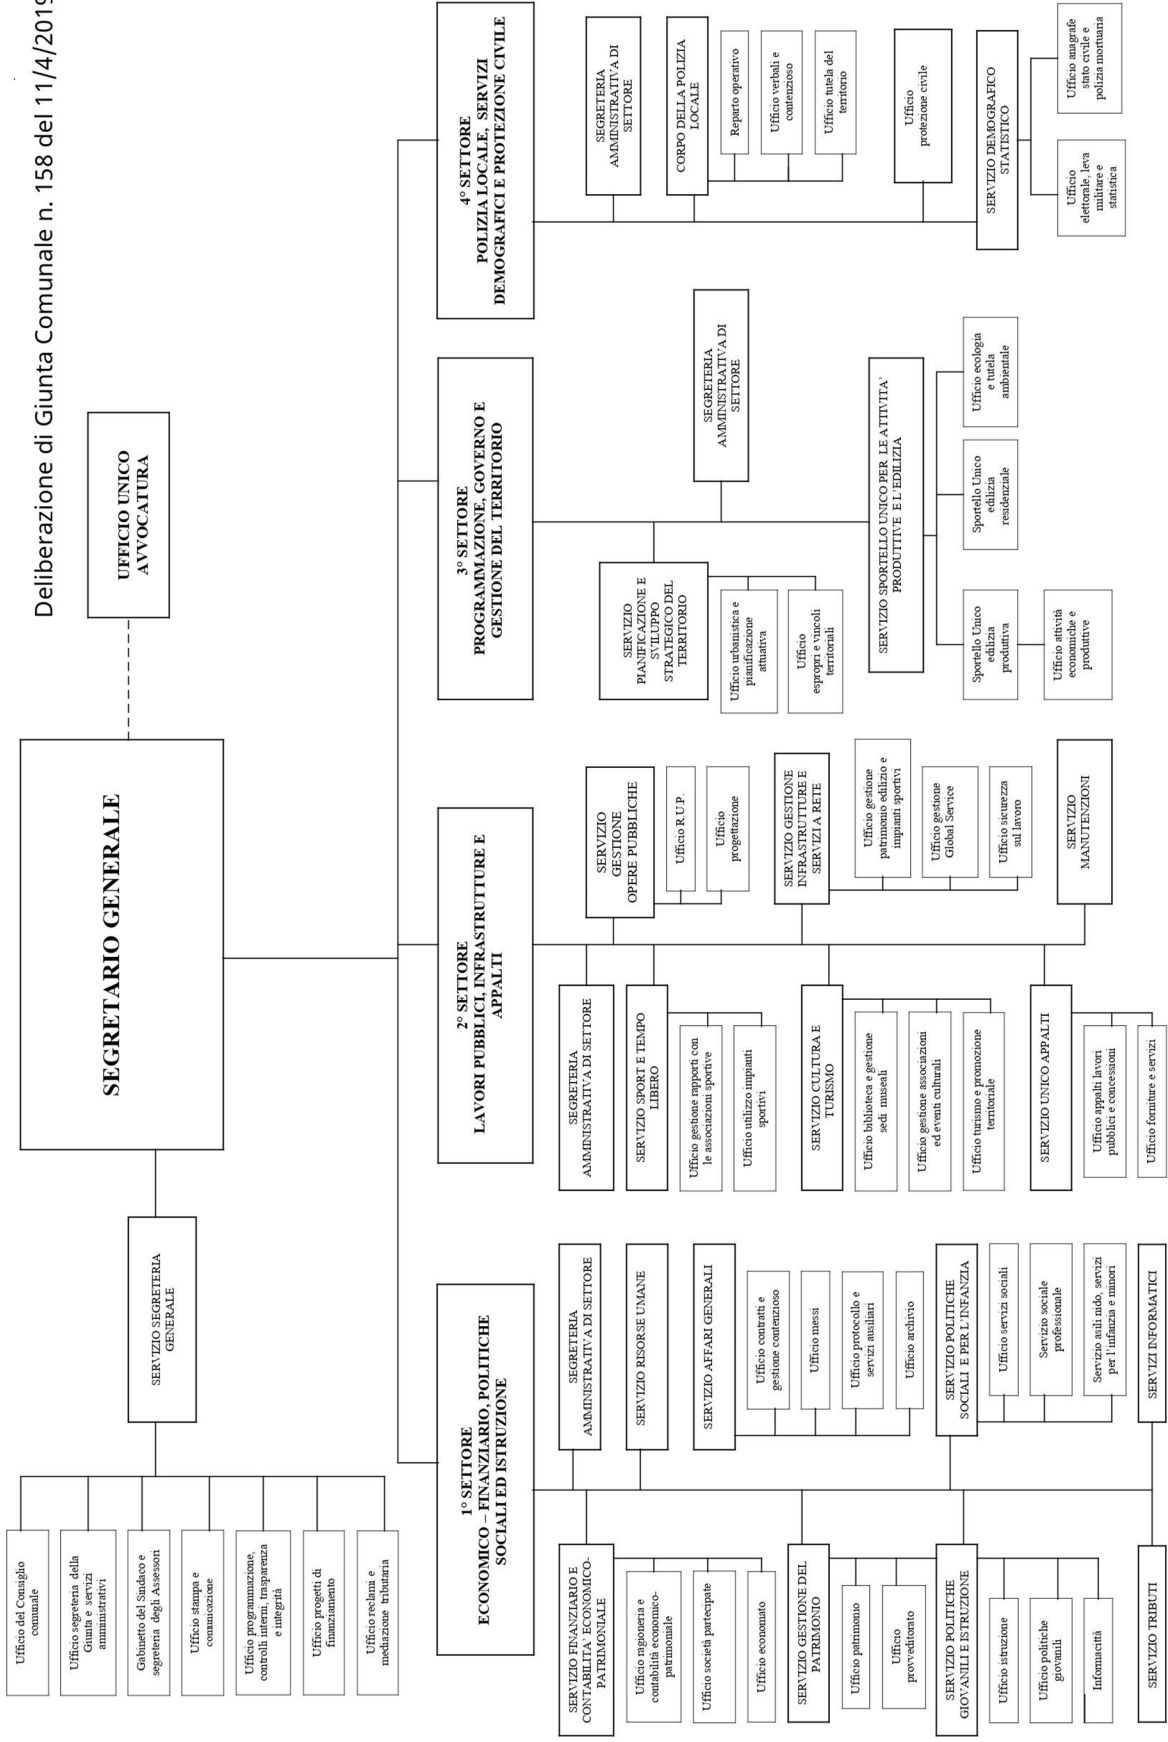 Deliberazione di Giunta Comunale n. 158 del 11/4/2019
SEGRETARIO GENERALE
UFFICIO UNICO
AVVOCATURA
SERVIZIO SEGRETERIA
GENERALE
Ufficio del Consiglio
comunale
Ufficio segreteria della
Giunta e servizi
amministrativi
Gabinetto del Sindaco e
segreteria degli Assessori
Ufficio stampa e
comunicazione
Ufficio programmazione,
controlli interni, trasparenza
e integrità
Ufficio progetti di
finanziamento
Ufficio reclami e
mediazione tributaria
1° SETTORE
ECONOMICO – FINANZIARIO, POLITICHE
SOCIALI ED ISTRUZIONE
SERVIZIO FINANZIARIO E
CONTABILITA' ECONOMICO-
PATRIMONIALE
Ufficio ragioneria e
contabilità economico-
patrimoniale
Ufficio società partecipate
Ufficio economato
SERVIZIO GESTIONE DEL
PATRIMONIO
Ufficio patrimonio
Ufficio
provveditorato
SERVIZIO POLITICHE
GIOVANILI E ISTRUZIONE
Ufficio istruzione
Ufficio politiche
giovanili
Informacittà
SERVIZIO TRIBUTI
SEGRETERIA
AMMINISTRATIVA DI SETTORE
SERVIZIO RISORSE UMANE
SERVIZIO AFFARI GENERALI
Ufficio contratti e
gestione contenzioso
Ufficio messi
Ufficio protocollo e
servizi ausiliari
Ufficio archivio
SERVIZIO POLITICHE
SOCIALI E PER L'INFANZIA
Ufficio servizi sociali
Servizio sociale
professionale
Servizio asili nido, servizi
per l'infanzia e minori
SERVIZI INFORMATICI
2° SETTORE
LAVORI PUBBLICI, INFRASTRUTTURE E
APPALTI
SEGRETERIA
AMMINISTRATIVA DI SETTORE
SERVIZIO SPORT E TEMPO
LIBERO
Ufficio gestione rapporti con
le associazioni sportive
Ufficio utilizzo impianti
sportivi
SERVIZIO CULTURA E
TURISMO
Ufficio biblioteca e gestione
sedi museali
Ufficio gestione associazioni
ed eventi culturali
Ufficio turismo e promozione
territoriale
SERVIZIO UNICO APPALTI
Ufficio appalti lavori
pubblici e concessioni
Ufficio forniture e servizi
SERVIZIO
GESTIONE
OPERE PUBBLICHE
Ufficio R.U.P.
Ufficio
progettazione
SERVIZIO GESTIONE
INFRASTRUTTURE E
SERVIZI A RETE
Ufficio gestione
patrimonio edilizio e
impianti sportivi
Ufficio gestione
Global Service
Ufficio sicurezza
sul lavoro
SERVIZIO
MANUTENZIONI
3° SETTORE
PROGRAMMAZIONE, GOVERNO E
GESTIONE DEL TERRITORIO
SERVIZIO
PIANIFICAZIONE E
SVILUPPO
STRATEGICO DEL
TERRITORIO
Ufficio urbanistica e
pianificazione
attuativa
Ufficio
espropri e vincoli
territoriali
SEGRETERIA
AMMINISTRATIVA DI
SETTORE
SERVIZIO SPORTELLO UNICO PER LE ATTIVITA'
PRODUTTIVE E L'EDILIZIA
Sportello Unico
edilizia
produttiva
Ufficio attività
economiche e
produttive
Sportello Unico
edilizia
residenziale
Ufficio ecologia
e tutela
ambientale
4° SETTORE
POLIZIA LOCALE, SERVIZI
DEMOGRAFICI E PROTEZIONE CIVILE
SEGRETERIA
AMMINISTRATIVA DI
SETTORE
CORPO DELLA POLIZIA
LOCALE
Reparto operativo
Ufficio verbali e
contenzioso
Ufficio tutela del
territorio
Ufficio
protezione civile
SERVIZIO DEMOGRAFICO
STATISTICO
Ufficio
elettorale, leva
militare e
statistica
Ufficio anagrafe
stato civile e
polizia mortuaria